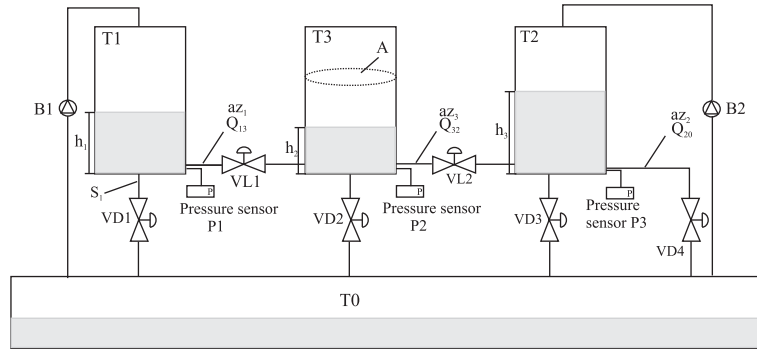 T1
T3
T2
A
B1
B2
az₁
Q₁₃
az₃
Q₃₂
az₂
Q₂₀
h₁
h₂
h₃
VL1
VL2
S₁
P
P
P
Pressure sensor
P1
Pressure sensor
P2
Pressure
sensor P3
VD1
VD2
VD3
VD4
T0